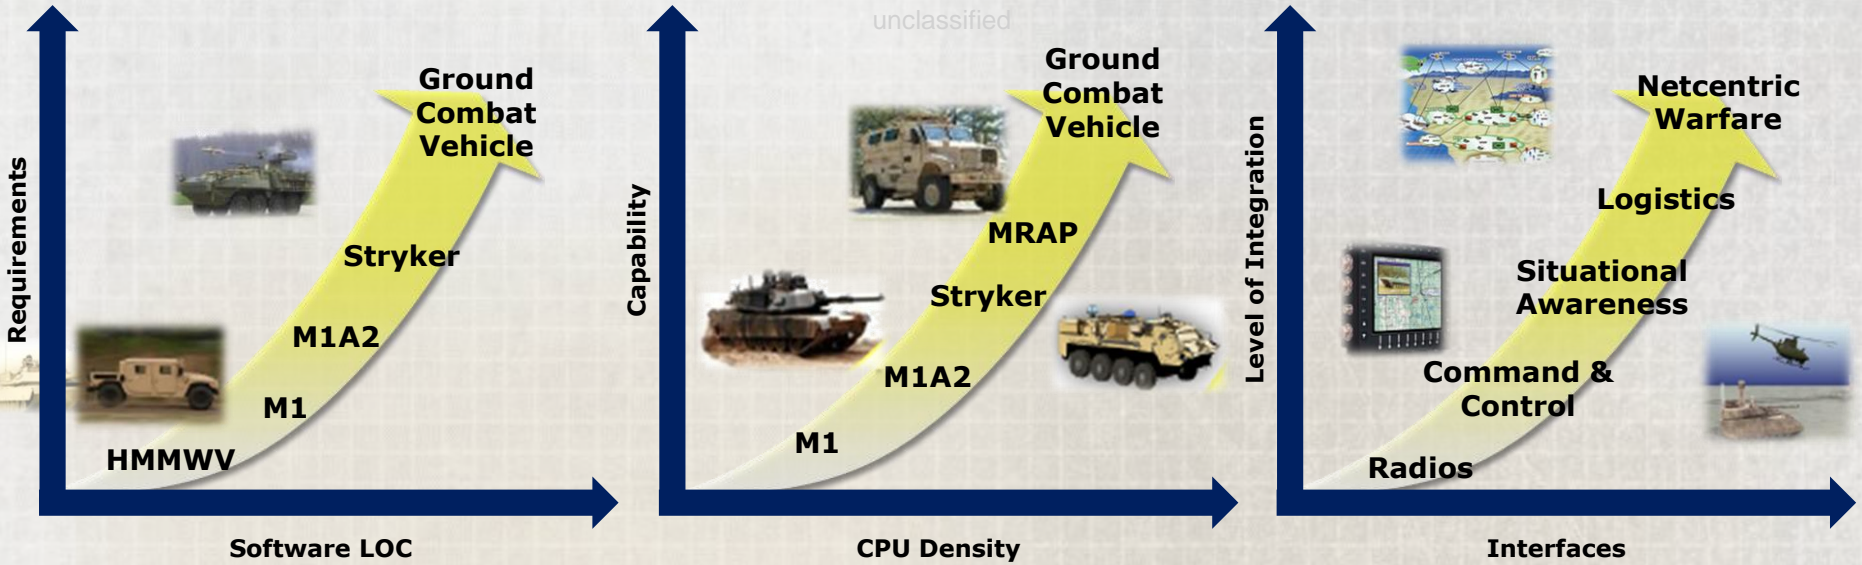 unclassified
Requirements
Ground
Combat
Vehicle
Stryker
M1A2
M1
HMMWV
Software LOC
Capability
Ground
Combat
Vehicle
MRAP
Stryker
M1A2
M1
CPU Density
Level of Integration
Netcentric
Warfare
Logistics
Situational
Awareness
Command &
Control
Radios
Interfaces